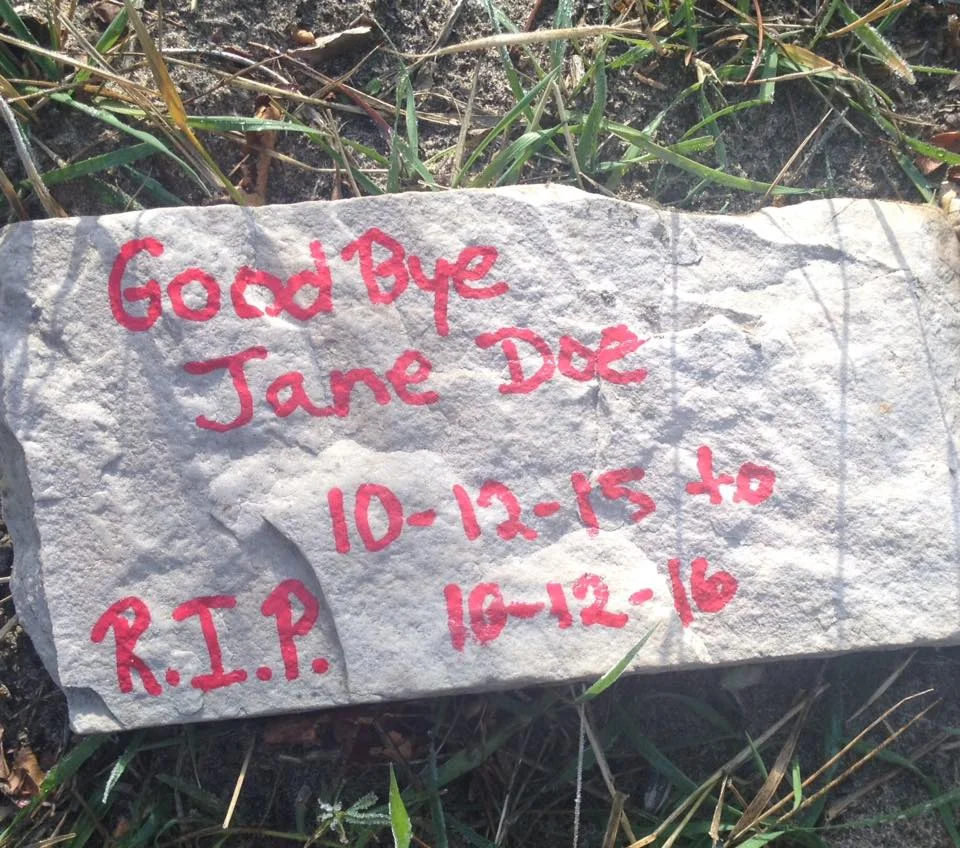 GoodBye
Jane Doe
10-12-15 to
10-12-16
R.I.P.